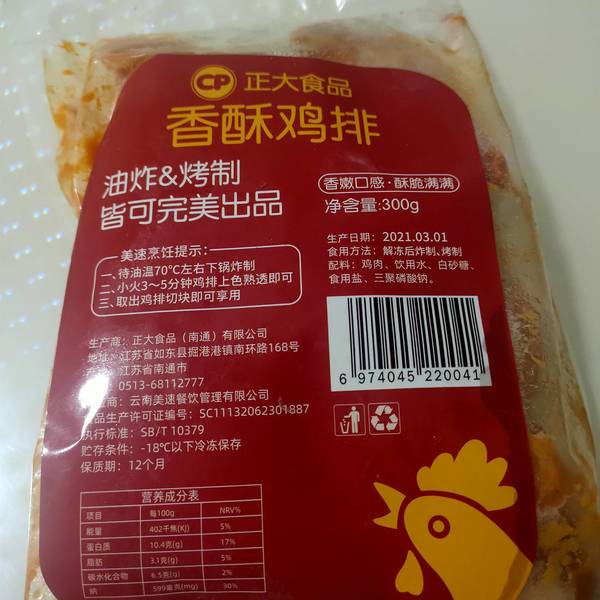 CP 正大食品
香酥鸡排
油炸&烤制
皆可完美出品
香嫩口感·酥脆满满
净含量:300g
美速烹饪提示:
一、待油温70℃左右下锅炸制
二、小火3~5分钟鸡排上色熟透即可
三、取出鸡排切块即可享用
生产日期: 2021.03.01
食用方法: 解冻后炸制、烤制
配料: 鸡肉、饮用水、白砂糖、
食用盐、三聚磷酸钠。
6 974045 220041
生产商: 正大食品(南通)有限公司
地址: 江苏省如东县掘港港镇南环路168号
江苏省南通市
0513-68112777
商: 云南美速餐饮管理有限公司
食品生产许可证编号: SC11132062301887
执行标准: SB/T 10379
贮存条件: -18℃以下冷冻保存
保质期: 12个月
营养成分表
项目 每100g NRV%
能量 402千焦(KJ) 5%
蛋白质 10.4克(g) 17%
脂肪 3.1克(g) 5%
碳水化合物 6.5克(g) 2%
钠 599毫克(mg) 30%